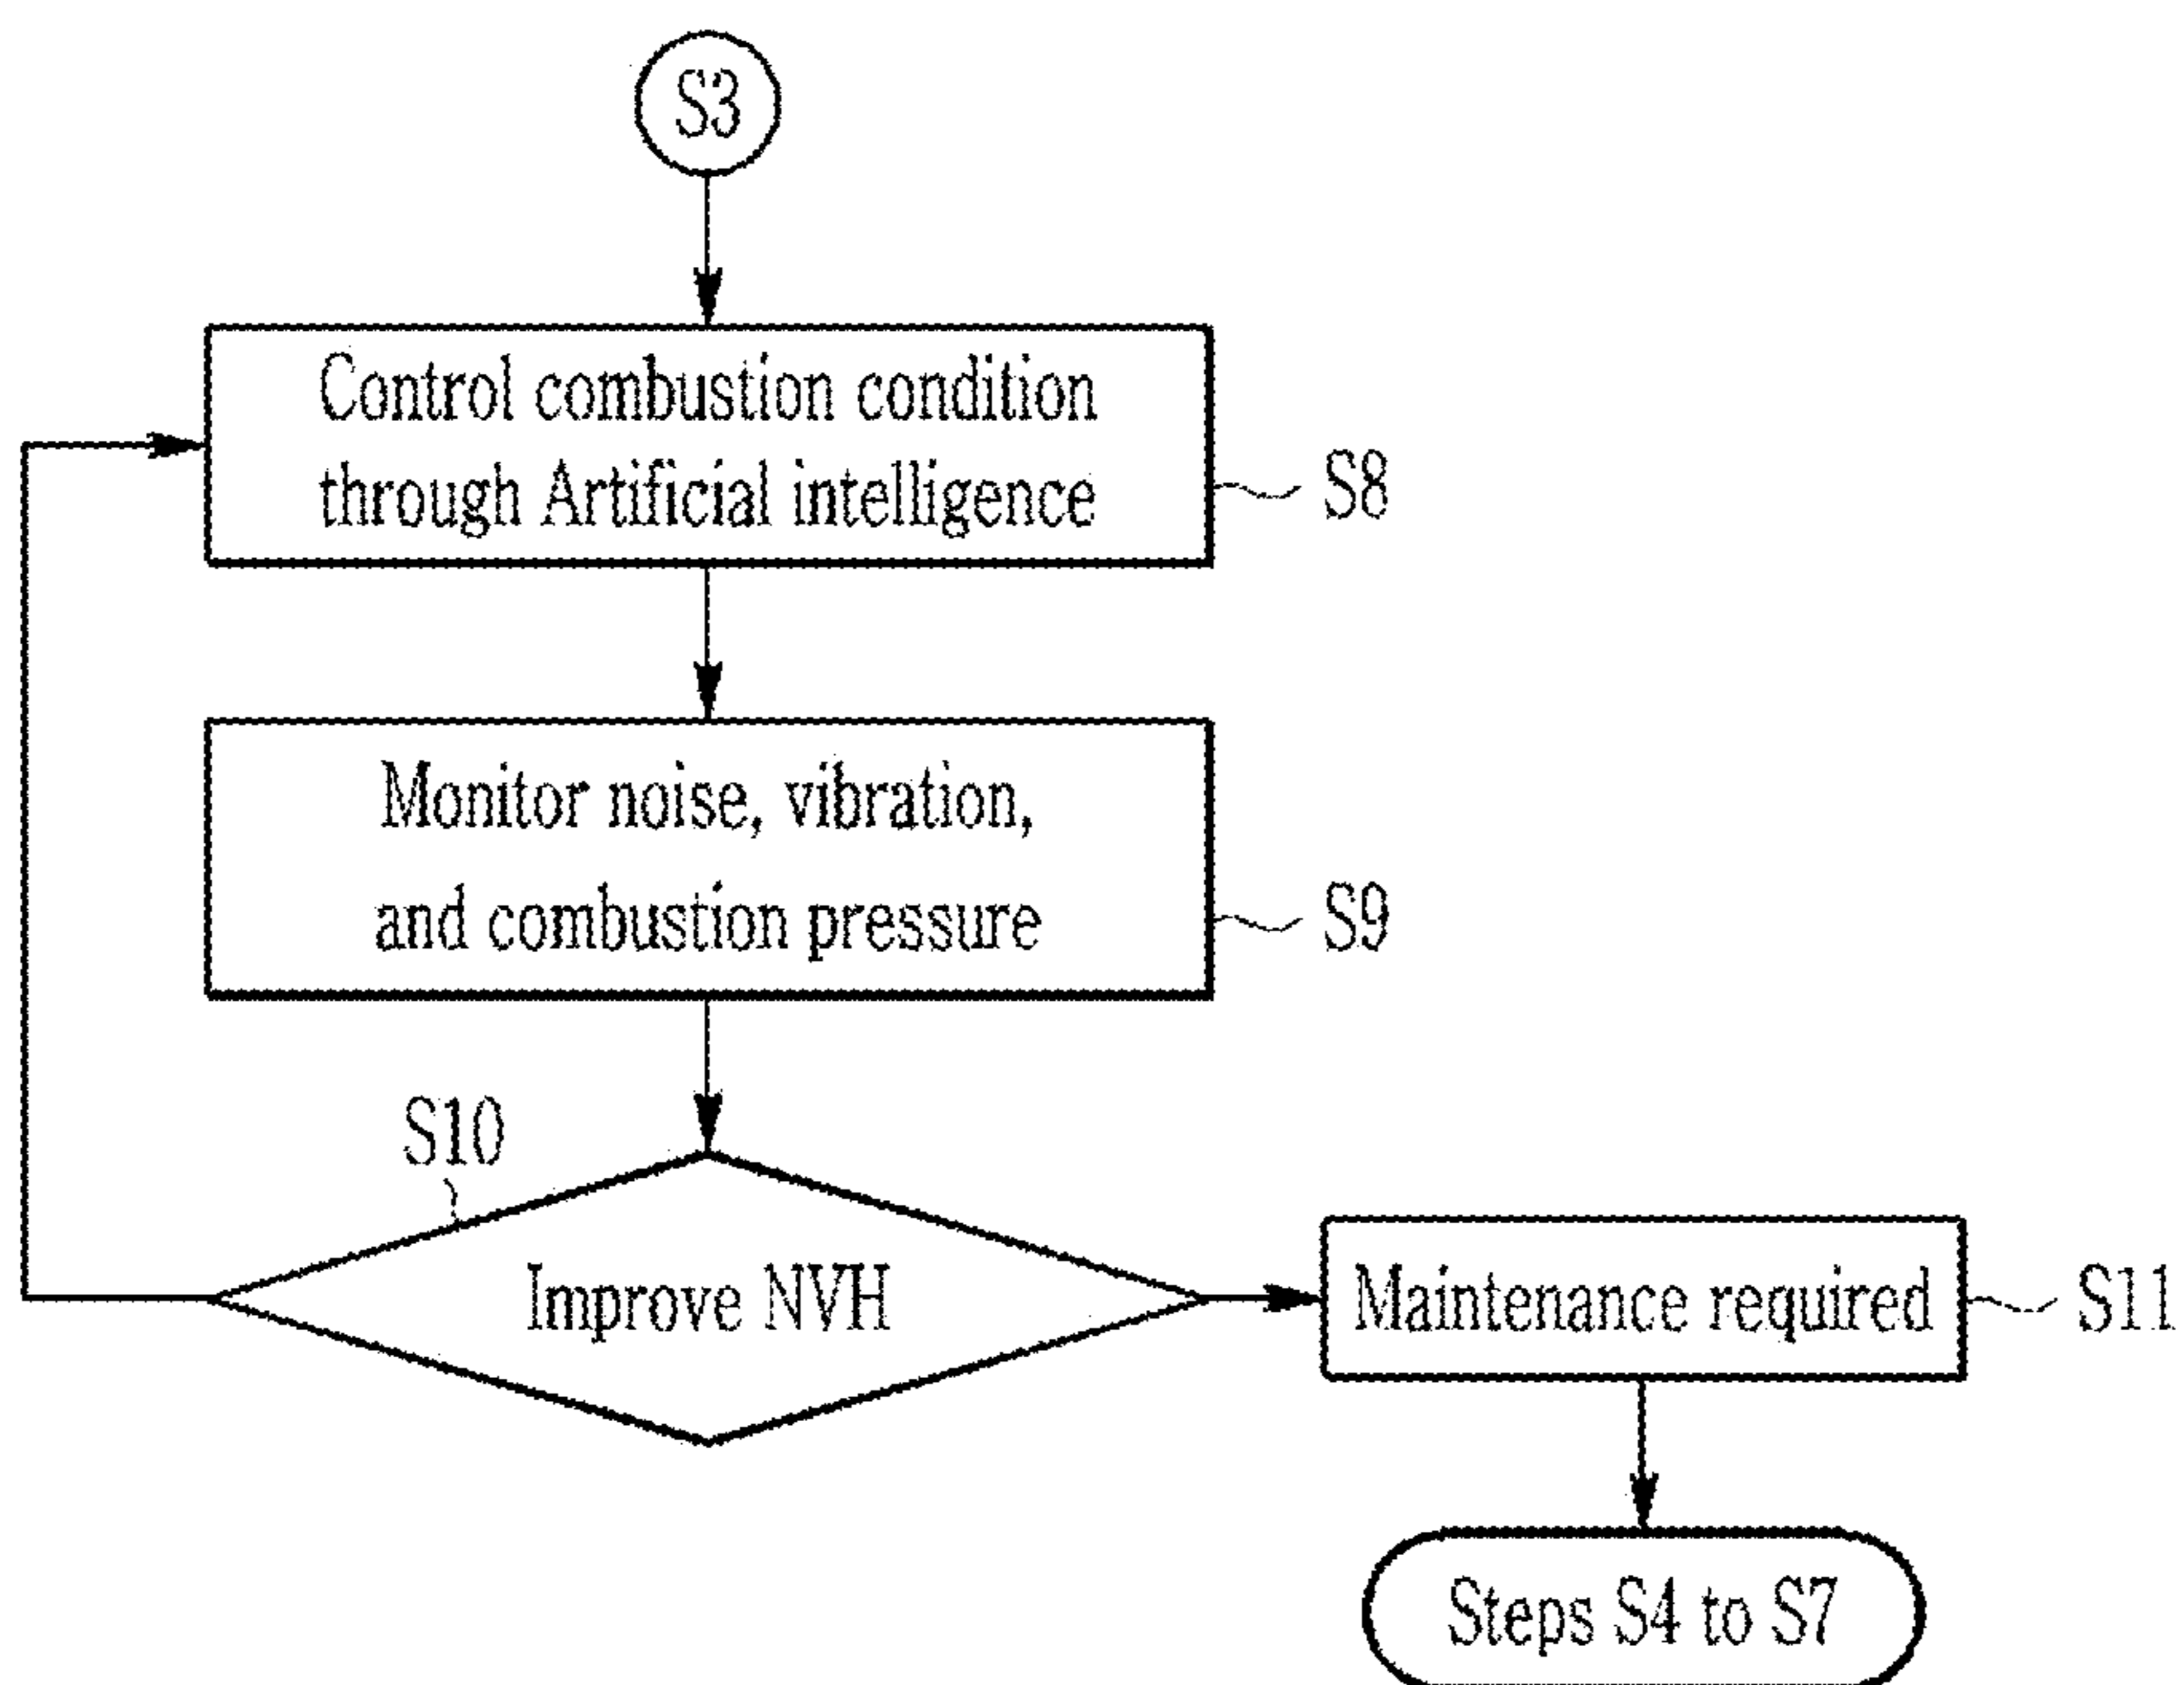 S3
Control combustion condition
through Artificial intelligence
S8
Monitor noise, vibration,
and combustion pressure
S9
S10
Improve NVH
Maintenance required
S11
Steps S4 to S7